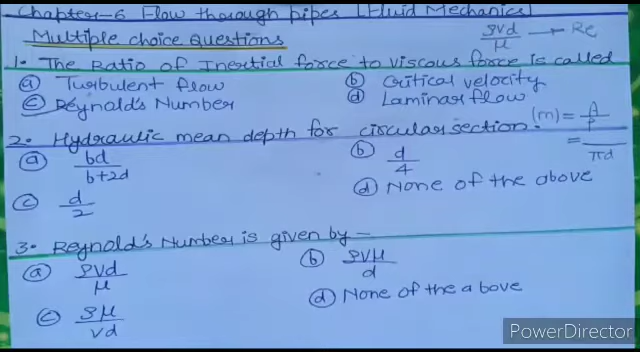 Chapter-6 Flow through pipes [Fluid Mechanics]
Multiple choice Questions
ρvd/μ → Re
1. The Ratio of Inertial force to viscous force is called
(a) Turbulent flow (b) Critical velocity
(c) Reynold's Number (d) Laminar flow
2. Hydraulic mean depth for circular section. (m) = A/P
= /πd
(a) bd/b+2d (b) d/4
(c) d/2 (d) None of the above
3. Reynold's Number is given by -
(a) ρvd/μ (b) ρvμ/d
(c) ρμ/vd (d) None of the above
PowerDirector